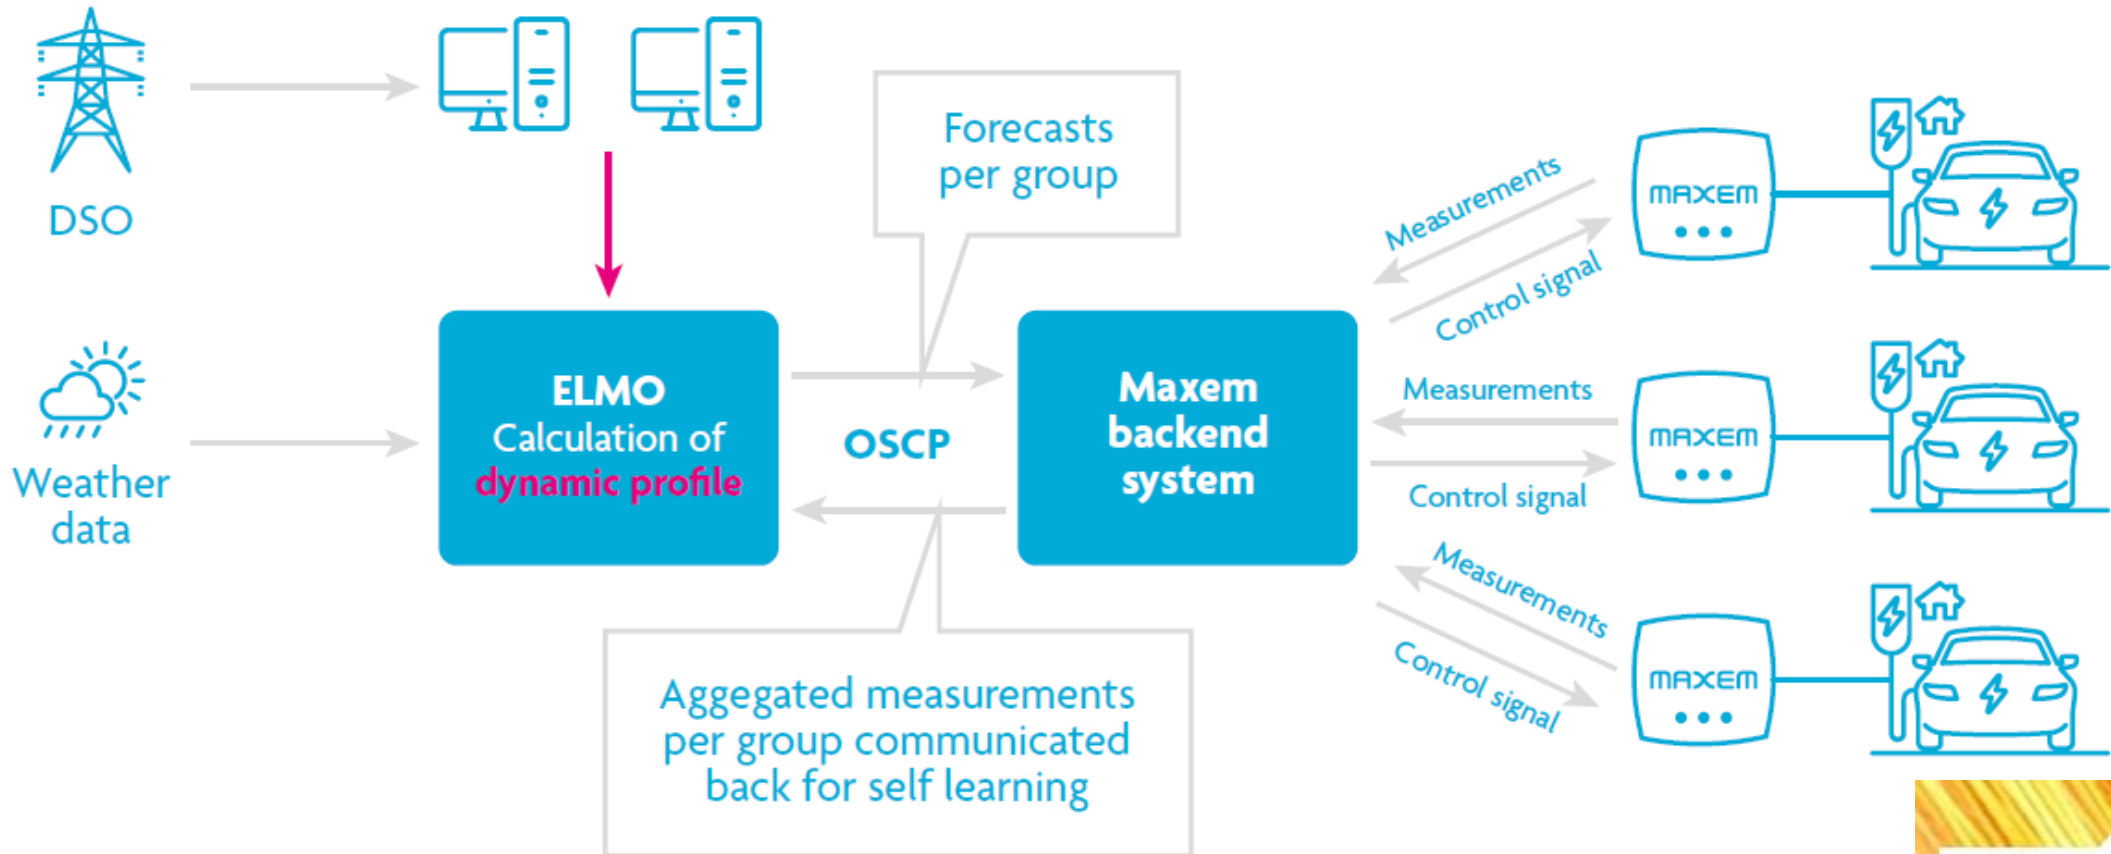 DSO
Weather
data
ELMO
Calculation of
dynamic profile
Forecasts
per group
OSCP
Aggegated measurements
per group communicated
back for self learning
Maxem
backend
system
Measurements
Control signal
MAXEM
Measurements
Control signal
MAXEM
Measurements
Control signal
MAXEM